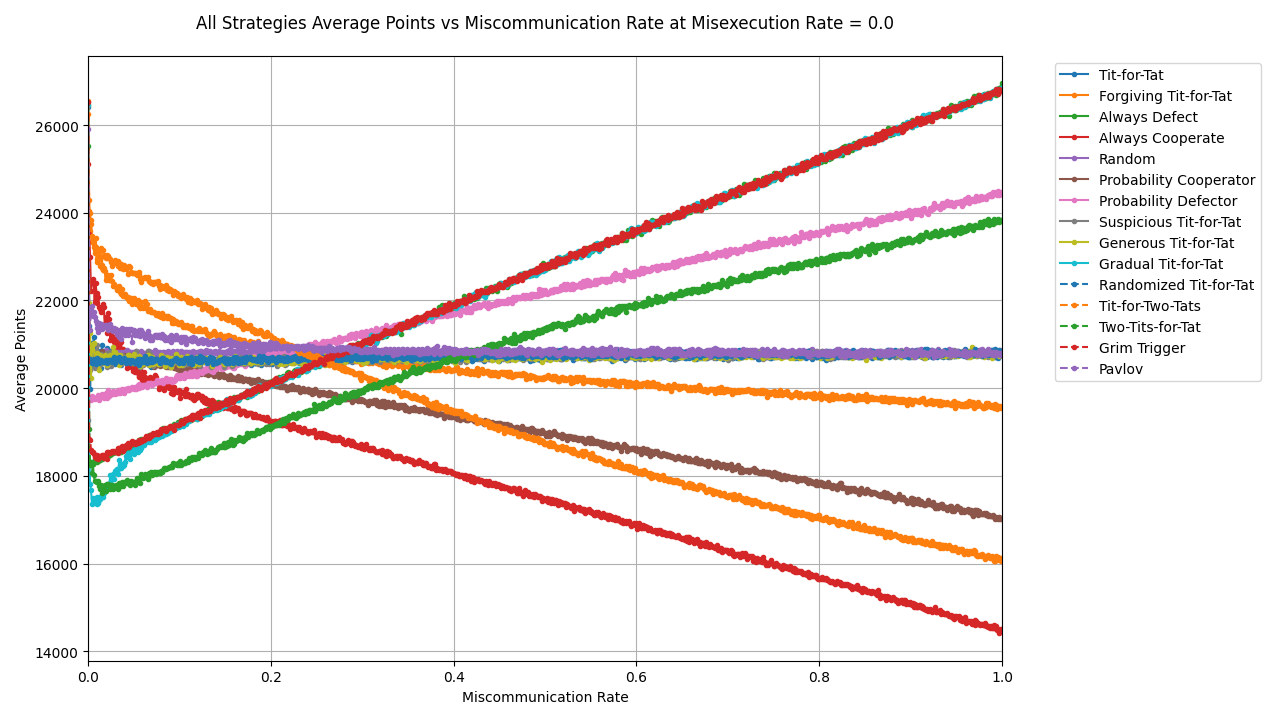 All Strategies Average Points vs Miscommunication Rate at Misexecution Rate = 0.0
Average Points
26000
24000
22000
20000
18000
16000
14000
0.0
0.2
0.4
0.6
0.8
1.0
Miscommunication Rate
Tit-for-Tat
Forgiving Tit-for-Tat
Always Defect
Always Cooperate
Random
Probability Cooperator
Probability Defector
Suspicious Tit-for-Tat
Generous Tit-for-Tat
Gradual Tit-for-Tat
Randomized Tit-for-Tat
Tit-for-Two-Tats
Two-Tits-for-Tat
Grim Trigger
Pavlov